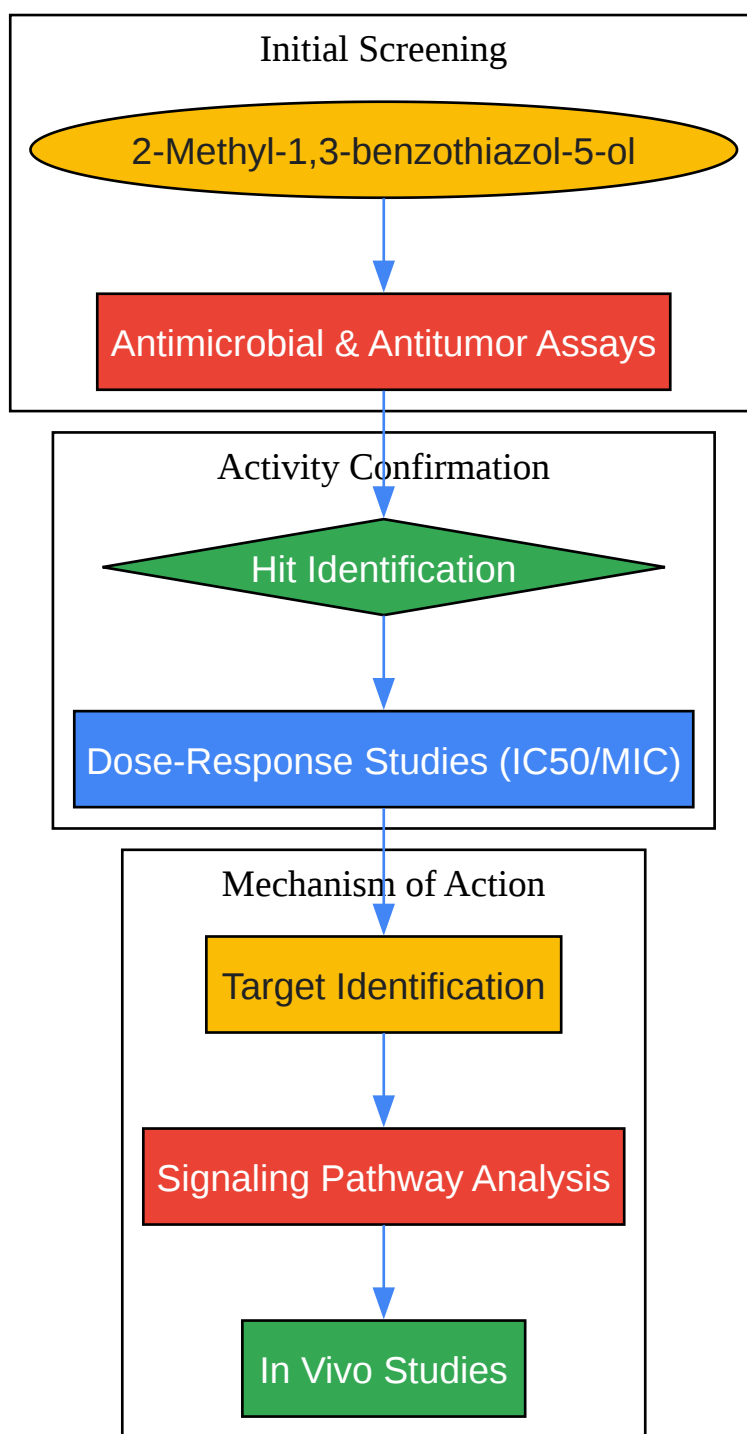 Initial Screening
2-Methyl-1,3-benzothiazol-5-ol
Antimicrobial & Antitumor Assays
Activity Confirmation
Hit Identification
Dose-Response Studies (IC50/MIC)
Mechanism of Action
Target Identification
Signaling Pathway Analysis
In Vivo Studies